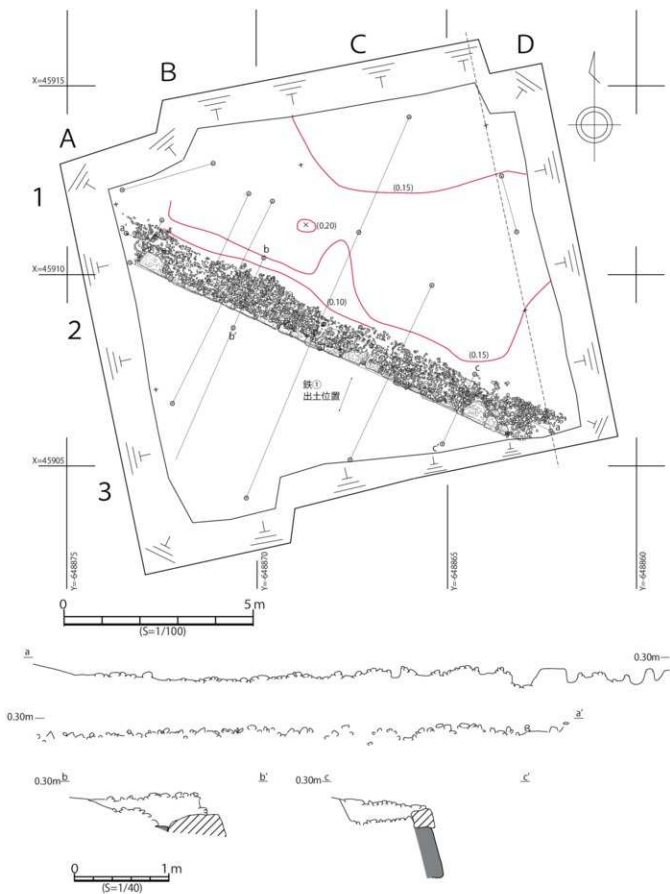 C
D
B
X=45915
A
1
(0.15)
(0.20)
a'
b
X=45910
(0.10)
2
b'
(0.15)
鉄①
出土位置
c
a
c'
X=45905
3
Y=-648875
Y=-648870
Y=-648865
Y=-648860
0 5 m
(S=1/100)
a
0.30m
0.30m
a'
0.30m b b' 0.30m c c'
0 1 m
(S=1/40)